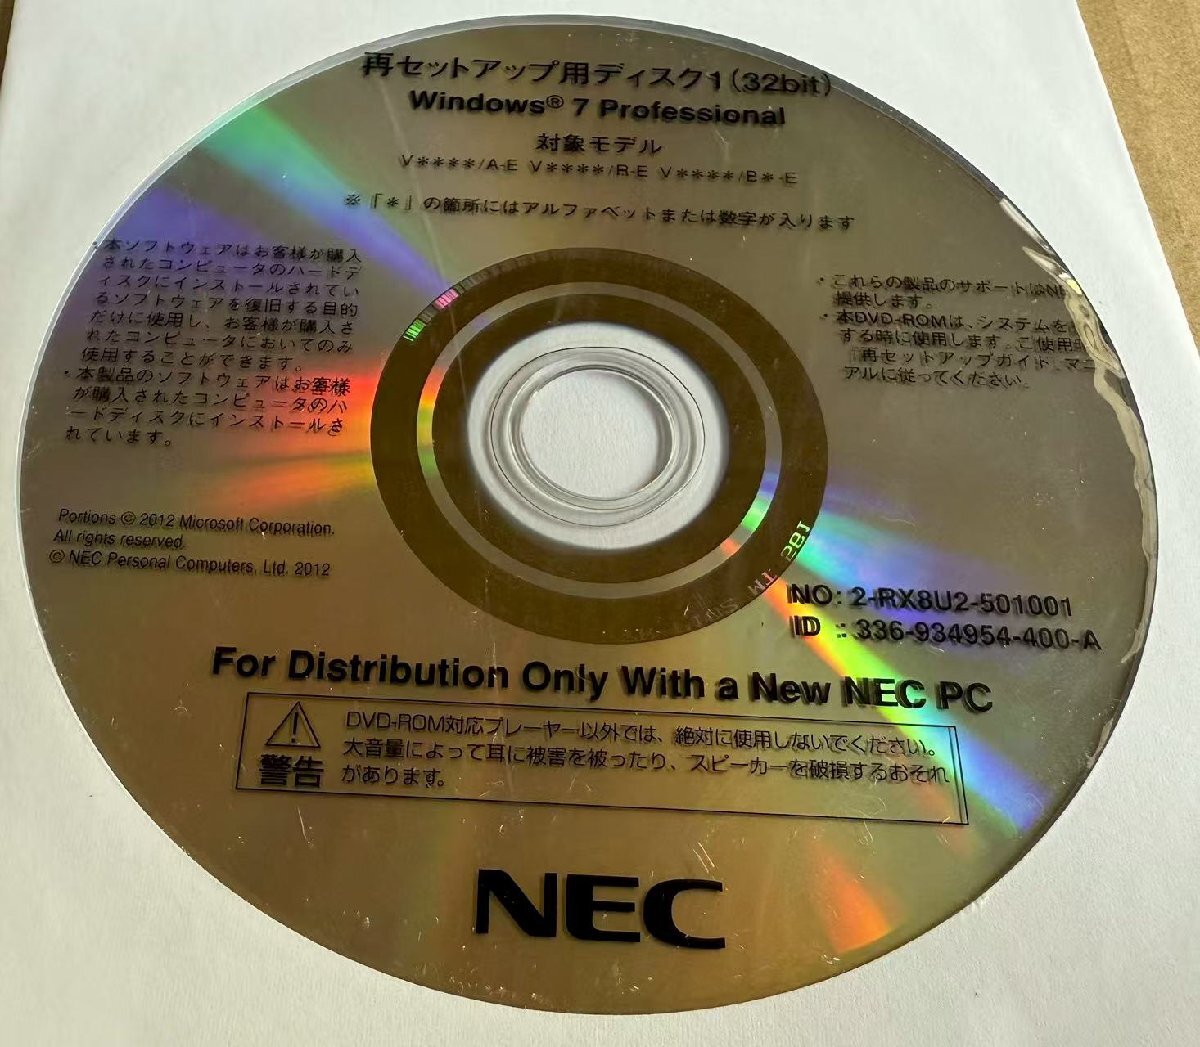 再セットアップ用ディスク1(32bit)
Windows® 7 Professional
対象モデル
V****/A-E V****/R-E V****/B*-E
※「*」の箇所にはアルファベットまたは数字が入ります
・本ソフトウェアはお客様が購入
されたコンピュータのハードデ
ィスクにインストールされてい
るソフトウェアを復旧する目的
だけに使用し、お客様が購入さ
れたコンピュータにおいてのみ
使用することができます。
・本製品のソフトウェアはお客様
が購入されたコンピュータのハ
ードディスクにインストールさ
れています。
・これらの製品のサポートはNE
提供します。
・本DVD-ROMは、システムを
する時に使用します。ご使用
『再セットアップガイド』マニ
アルに従ってください。
Portions © 2012 Microsoft Corporation.
All rights reserved.
© NEC Personal Computers, Ltd. 2012
NO: 2-RX8U2-501001
ID : 336-934954-400-A
For Distribution Only With a New NEC PC
警告
DVD-ROM対応プレーヤー以外では、絶対に使用しないでください。
大音量によって耳に被害を被ったり、スピーカーを破損するおそれ
があります。
NEC